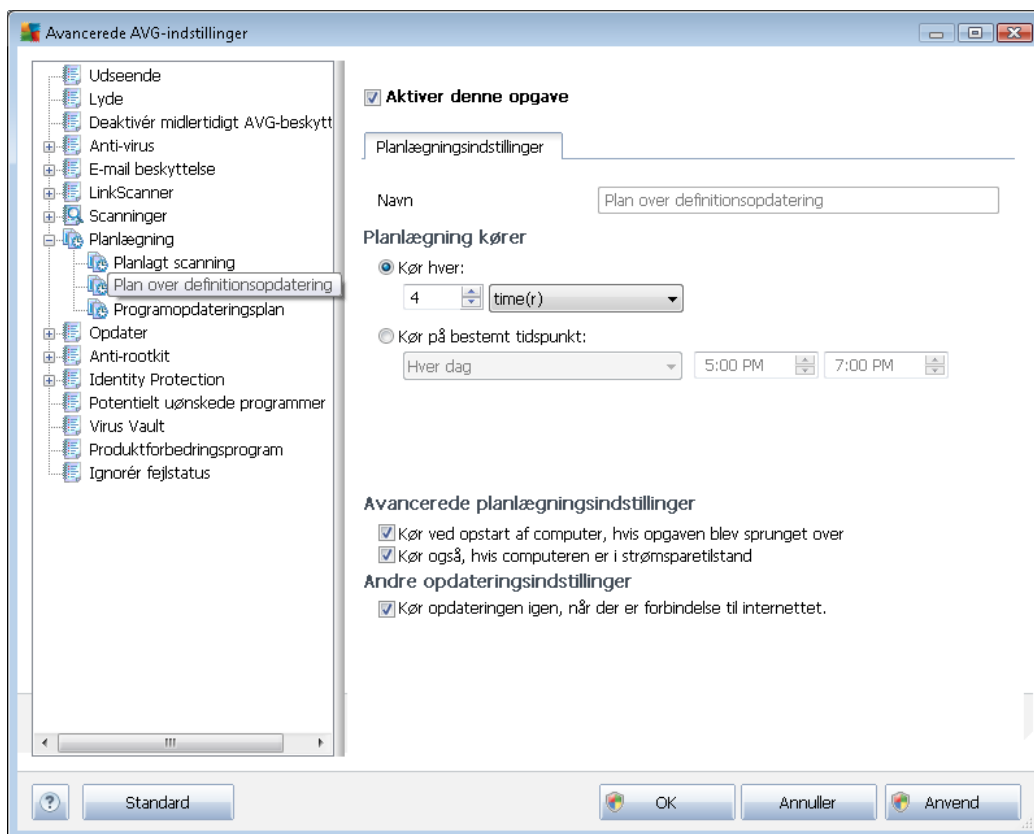 Avancerede AVG-indstillinger
Udseende
Lyde
Deaktivér midlertidigt AVG-beskytt
Anti-virus
E-mail beskyttelse
LinkScanner
Scanninger
Planlægning
Planlagt scanning
Plan over definitionsopdatering
Programopdateringsplan
Opdater
Anti-rootkit
Identity Protection
Potentielt uønskede programmer
Virus Vault
Produktforbedringsprogram
Ignorér fejlstatus
Aktiver denne opgave
Planlægningsindstillinger
Navn Plan over definitionsopdatering
Planlægning kører
Kør hver:
4 time(r)
Kør på bestemt tidspunkt:
Hver dag 5:00 PM 7:00 PM
Avancerede planlægningsindstillinger
Kør ved opstart af computer, hvis opgaven blev sprunget over
Kør også, hvis computeren er i strømsparetilstand
Andre opdateringsindstillinger
Kør opdateringen igen, når der er forbindelse til internettet.
? Standard OK Annuller Anvend